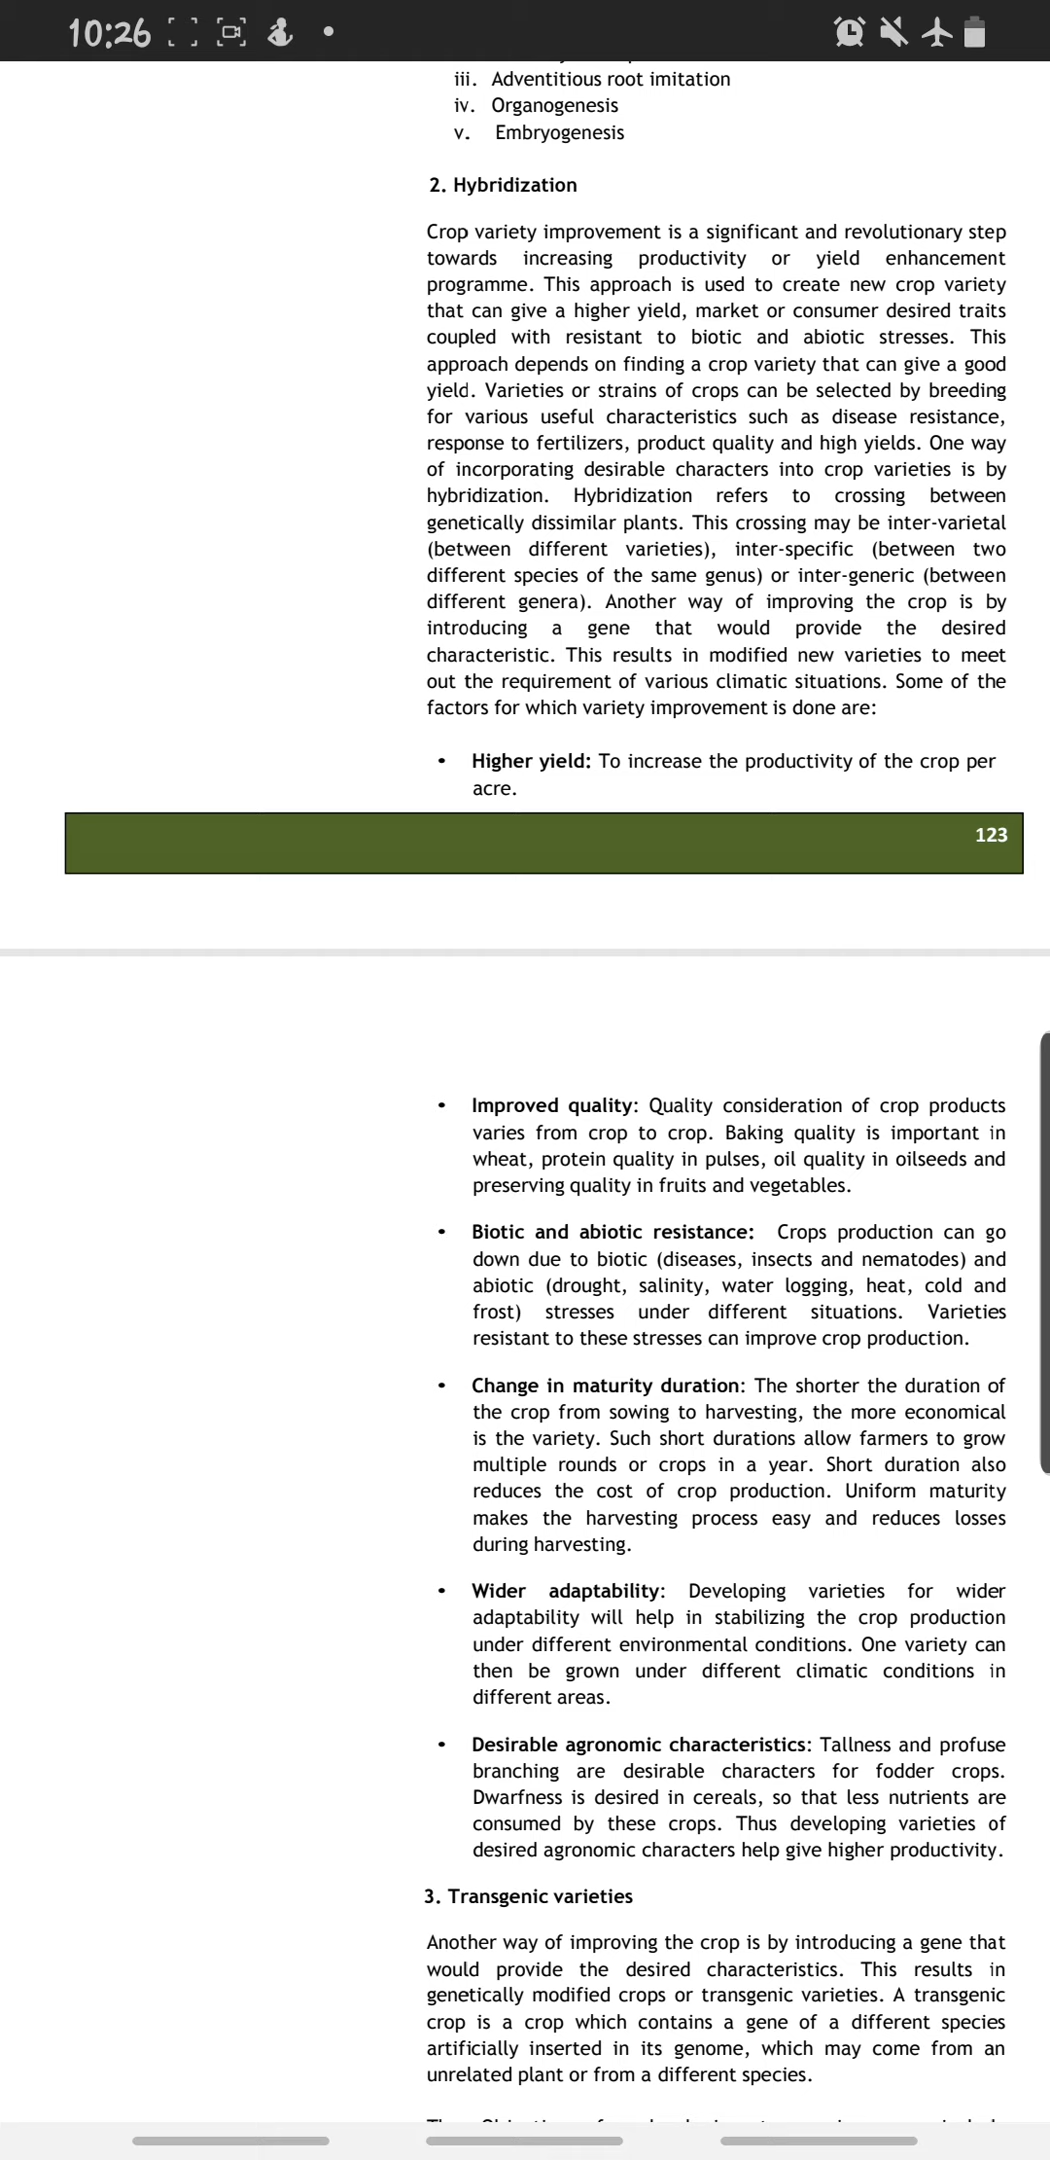 10:26
iii. Adventitious root imitation
iv. Organogenesis
v. Embryogenesis
2. Hybridization
Crop variety improvement is a significant and revolutionary step
towards increasing productivity or yield enhancement
programme. This approach is used to create new crop variety
that can give a higher yield, market or consumer desired traits
coupled with resistant to biotic and abiotic stresses. This
approach depends on finding a crop variety that can give a good
yield. Varieties or strains of crops can be selected by breeding
for various useful characteristics such as disease resistance,
response to fertilizers, product quality and high yields. One way
of incorporating desirable characters into crop varieties is by
hybridization. Hybridization refers to crossing between
genetically dissimilar plants. This crossing may be inter-varietal
(between different varieties), inter-specific (between two
different species of the same genus) or inter-generic (between
different genera). Another way of improving the crop is by
introducing a gene that would provide the desired
characteristic. This results in modified new varieties to meet
out the requirement of various climatic situations. Some of the
factors for which variety improvement is done are:
• Higher yield: To increase the productivity of the crop per
acre.
123
• Improved quality: Quality consideration of crop products
varies from crop to crop. Baking quality is important in
wheat, protein quality in pulses, oil quality in oilseeds and
preserving quality in fruits and vegetables.
• Biotic and abiotic resistance: Crops production can go
down due to biotic (diseases, insects and nematodes) and
abiotic (drought, salinity, water logging, heat, cold and
frost) stresses under different situations. Varieties
resistant to these stresses can improve crop production.
• Change in maturity duration: The shorter the duration of
the crop from sowing to harvesting, the more economical
is the variety. Such short durations allow farmers to grow
multiple rounds or crops in a year. Short duration also
reduces the cost of crop production. Uniform maturity
makes the harvesting process easy and reduces losses
during harvesting.
• Wider adaptability: Developing varieties for wider
adaptability will help in stabilizing the crop production
under different environmental conditions. One variety can
then be grown under different climatic conditions in
different areas.
• Desirable agronomic characteristics: Tallness and profuse
branching are desirable characters for fodder crops.
Dwarfness is desired in cereals, so that less nutrients are
consumed by these crops. Thus developing varieties of
desired agronomic characters help give higher productivity.
3. Transgenic varieties
Another way of improving the crop is by introducing a gene that
would provide the desired characteristics. This results in
genetically modified crops or transgenic varieties. A transgenic
crop is a crop which contains a gene of a different species
artificially inserted in its genome, which may come from an
unrelated plant or from a different species.